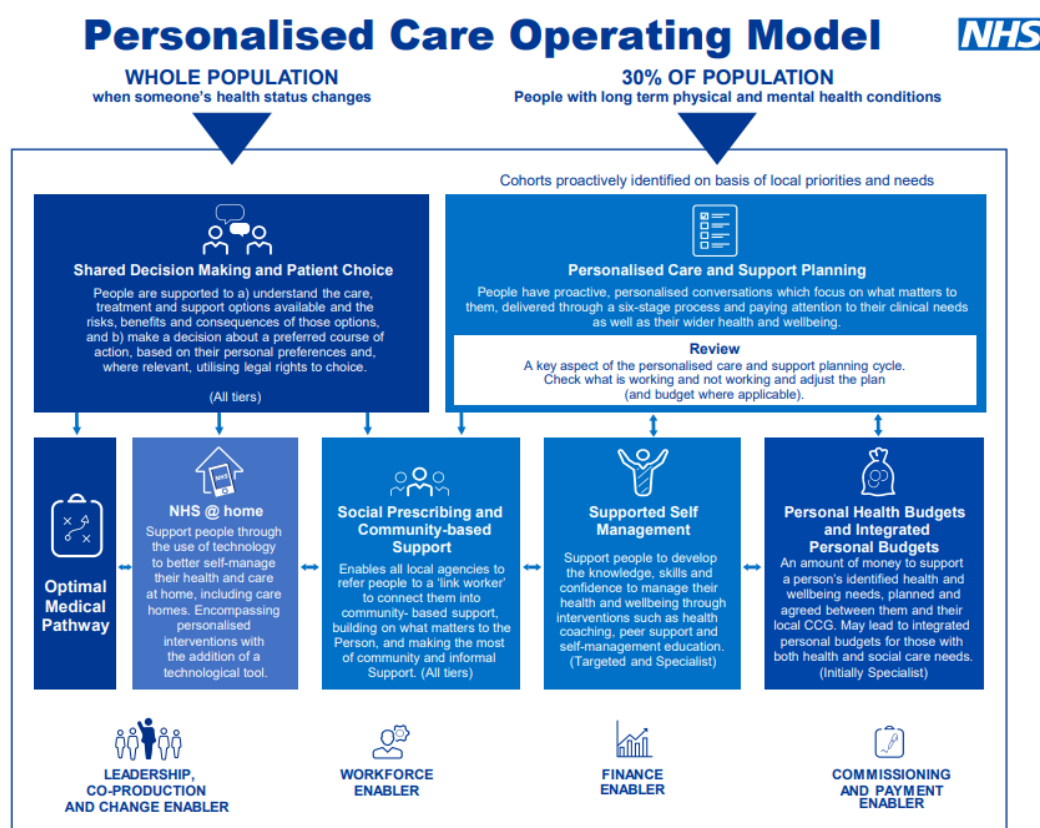 Personalised Care Operating Model
NHS
WHOLE POPULATION
when someone's health status changes
30% OF POPULATION
People with long term physical and mental health conditions
Cohorts proactively identified on basis of local priorities and needs
Shared Decision Making and Patient Choice
People are supported to a) understand the care,
treatment and support options available and the
risks, benefits and consequences of those options,
and b) make a decision about a preferred course of
action, based on their personal preferences and,
where relevant, utilising legal rights to choice.
(All tiers)
Personalised Care and Support Planning
People have proactive, personalised conversations which focus on what matters to
them, delivered through a six-stage process and paying attention to their clinical needs
as well as their wider health and wellbeing.
Review
A key aspect of the personalised care and support planning cycle.
Check what is working and not working and adjust the plan
(and budget where applicable).
Optimal
Medical
Pathway
NHS
NHS @ home
Support people through
the use of technology
to better self-manage
their health and care
at home, including care
homes. Encompassing
personalised
interventions with
the addition of a
technological tool.
Social Prescribing and
Community-based
Support
Enables all local agencies to
refer people to a 'link worker'
to connect them into
community- based support,
building on what matters to the
Person, and making the most
of community and informal
Support. (All tiers)
Supported Self
Management
Support people to develop
the knowledge, skills and
confidence to manage their
health and wellbeing through
interventions such as health
coaching, peer support and
self-management education.
(Targeted and Specialist)
Personal Health Budgets
and Integrated
Personal Budgets
An amount of money to support
a person's identified health and
wellbeing needs, planned and
agreed between them and their
local CCG. May lead to integrated
personal budgets for those with
both health and social care needs.
(Initially Specialist)
LEADERSHIP,
CO-PRODUCTION
AND CHANGE ENABLER
WORKFORCE
ENABLER
FINANCE
ENABLER
COMMISSIONING
AND PAYMENT
ENABLER